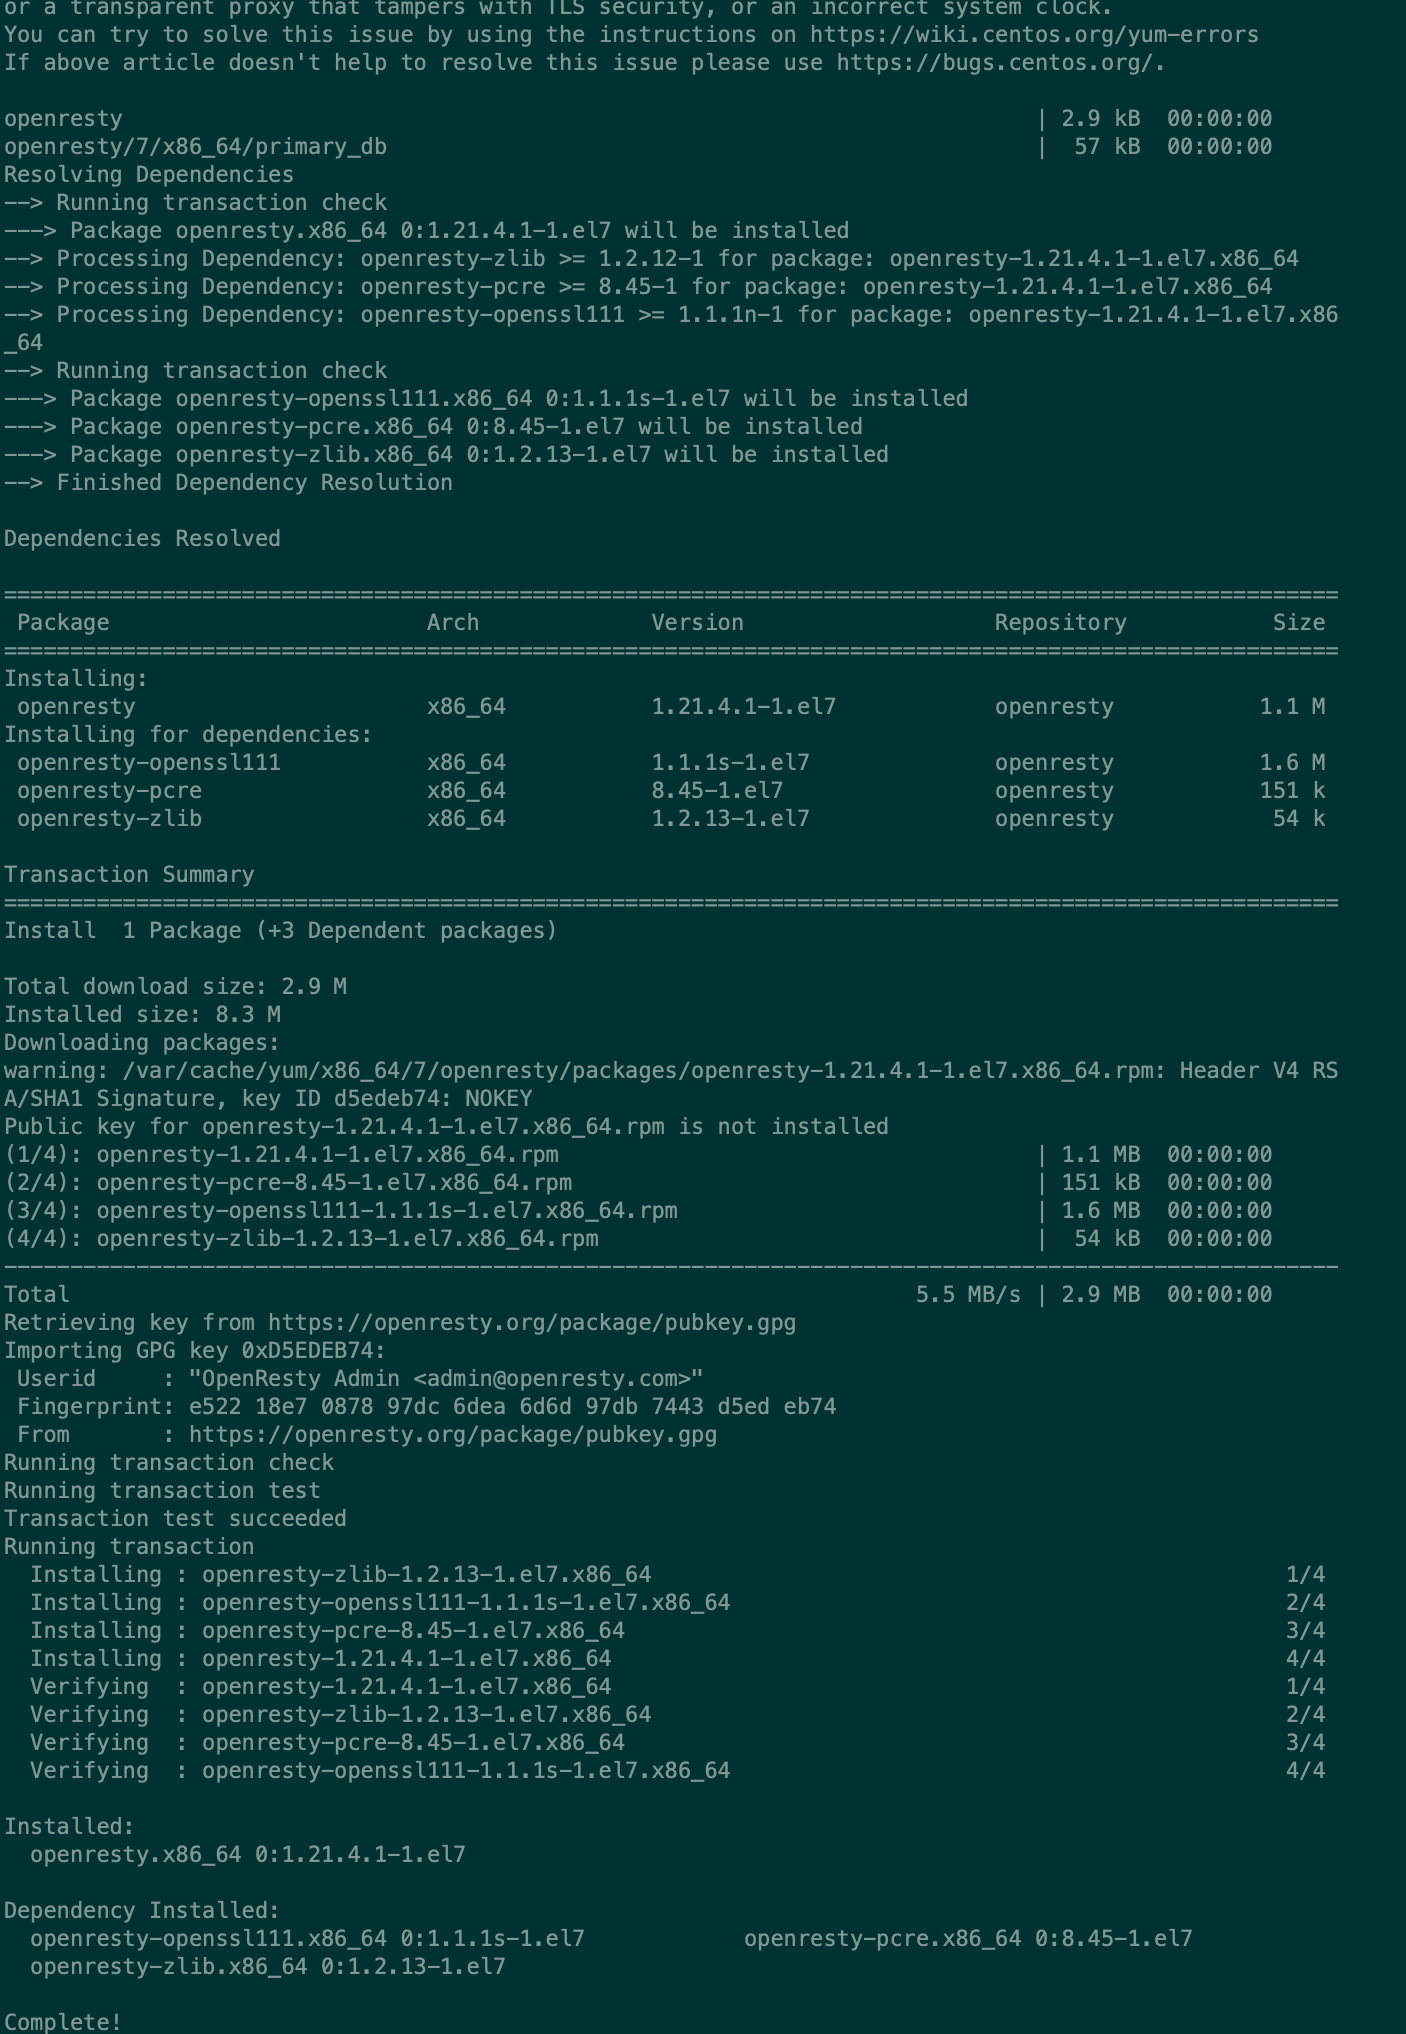 or a transparent proxy that tampers with TLS security, or an incorrect system clock.
You can try to solve this issue by using the instructions on https://wiki.centos.org/yum-errors
If above article doesn't help to resolve this issue please use https://bugs.centos.org/.
openresty | 2.9 kB 00:00:00
openresty/7/x86_64/primary_db | 57 kB 00:00:00
Resolving Dependencies
--> Running transaction check
---> Package openresty.x86_64 0:1.21.4.1-1.el7 will be installed
--> Processing Dependency: openresty-zlib >= 1.2.12-1 for package: openresty-1.21.4.1-1.el7.x86_64
--> Processing Dependency: openresty-pcre >= 8.45-1 for package: openresty-1.21.4.1-1.el7.x86_64
--> Processing Dependency: openresty-openssl111 >= 1.1.1n-1 for package: openresty-1.21.4.1-1.el7.x86
_64
--> Running transaction check
---> Package openresty-openssl111.x86_64 0:1.1.1s-1.el7 will be installed
---> Package openresty-pcre.x86_64 0:8.45-1.el7 will be installed
---> Package openresty-zlib.x86_64 0:1.2.13-1.el7 will be installed
--> Finished Dependency Resolution
Dependencies Resolved
=====================================================================================================
Package Arch Version Repository Size
=====================================================================================================
Installing:
openresty x86_64 1.21.4.1-1.el7 openresty 1.1 M
Installing for dependencies:
openresty-openssl111 x86_64 1.1.1s-1.el7 openresty 1.6 M
openresty-pcre x86_64 8.45-1.el7 openresty 151 k
openresty-zlib x86_64 1.2.13-1.el7 openresty 54 k
Transaction Summary
=====================================================================================================
Install 1 Package (+3 Dependent packages)
Total download size: 2.9 M
Installed size: 8.3 M
Downloading packages:
warning: /var/cache/yum/x86_64/7/openresty/packages/openresty-1.21.4.1-1.el7.x86_64.rpm: Header V4 RS
A/SHA1 Signature, key ID d5edeb74: NOKEY
Public key for openresty-1.21.4.1-1.el7.x86_64.rpm is not installed
(1/4): openresty-1.21.4.1-1.el7.x86_64.rpm | 1.1 MB 00:00:00
(2/4): openresty-pcre-8.45-1.el7.x86_64.rpm | 151 kB 00:00:00
(3/4): openresty-openssl111-1.1.1s-1.el7.x86_64.rpm | 1.6 MB 00:00:00
(4/4): openresty-zlib-1.2.13-1.el7.x86_64.rpm | 54 kB 00:00:00
-----------------------------------------------------------------------------------------------------
Total 5.5 MB/s | 2.9 MB 00:00:00
Retrieving key from https://openresty.org/package/pubkey.gpg
Importing GPG key 0xD5EDEB74:
Userid : "OpenResty Admin <admin@openresty.com>"
Fingerprint: e522 18e7 0878 97dc 6dea 6d6d 97db 7443 d5ed eb74
From : https://openresty.org/package/pubkey.gpg
Running transaction check
Running transaction test
Transaction test succeeded
Running transaction
Installing : openresty-zlib-1.2.13-1.el7.x86_64 1/4
Installing : openresty-openssl111-1.1.1s-1.el7.x86_64 2/4
Installing : openresty-pcre-8.45-1.el7.x86_64 3/4
Installing : openresty-1.21.4.1-1.el7.x86_64 4/4
Verifying : openresty-1.21.4.1-1.el7.x86_64 1/4
Verifying : openresty-zlib-1.2.13-1.el7.x86_64 2/4
Verifying : openresty-pcre-8.45-1.el7.x86_64 3/4
Verifying : openresty-openssl111-1.1.1s-1.el7.x86_64 4/4
Installed:
openresty.x86_64 0:1.21.4.1-1.el7
Dependency Installed:
openresty-openssl111.x86_64 0:1.1.1s-1.el7 openresty-pcre.x86_64 0:8.45-1.el7
openresty-zlib.x86_64 0:1.2.13-1.el7
Complete!